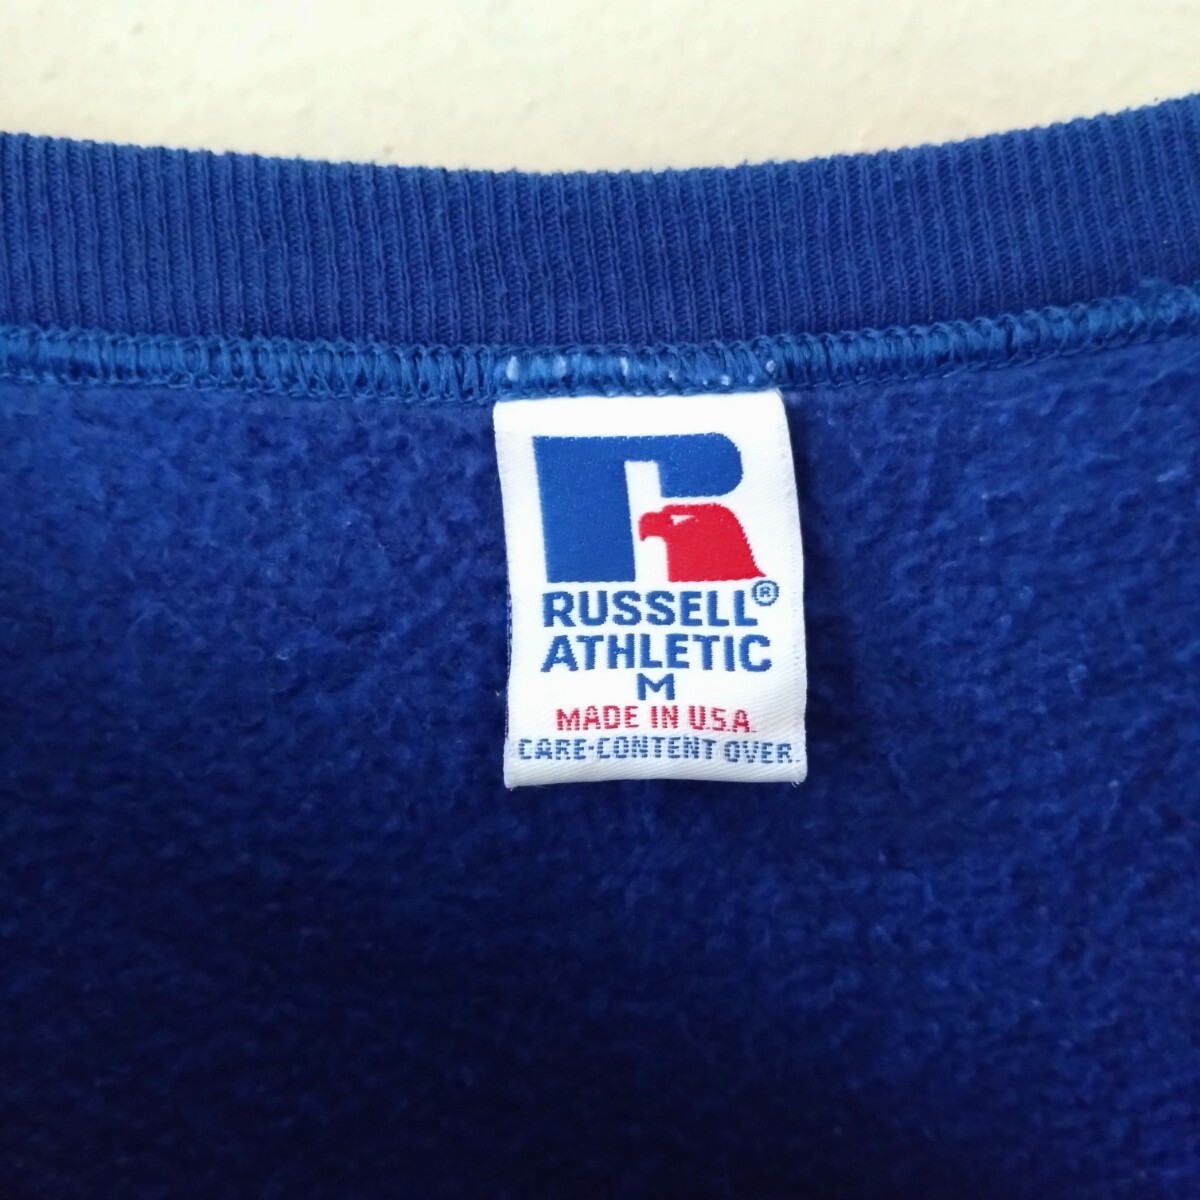 R
RUSSELL®
ATHLETIC
M
MADE IN U.S.A.
CARE-CONTENT OVER.